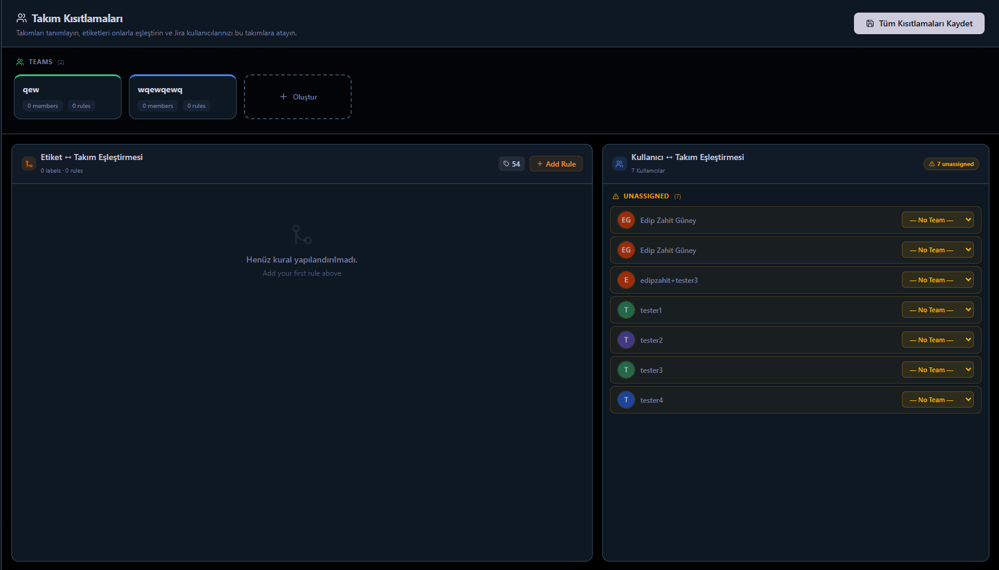 Takım Kısıtlamaları
Takımları tanımlayın, etiketleri onlarla eşleştirin ve Jira kullanıcılarınızı bu takımlara atayın.
Tüm Kısıtlamaları Kaydet
TEAMS (2)
qew
0 members 0 rules
wqewqewq
0 members 0 rules
+ Oluştur
Etiket ↔ Takım Eşleştirmesi
0 labels · 0 rules
54
+ Add Rule
Henüz kural yapılandırılmadı.
Add your first rule above
Kullanıcı ↔ Takım Eşleştirmesi
7 Kullanıcılar
7 unassigned
UNASSIGNED (7)
EG Edip Zahit Güney — No Team —
EG Edip Zahit Güney — No Team —
E edipzahit+tester3 — No Team —
T tester1 — No Team —
T tester2 — No Team —
T tester3 — No Team —
T tester4 — No Team —